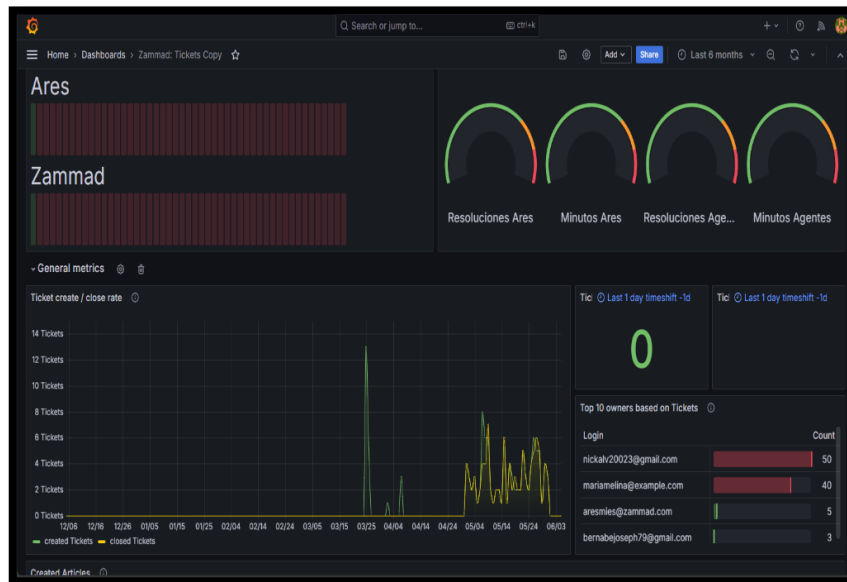 Search or jump to...
ctrl+k
Home › Dashboards › Zammad: Tickets Copy
Add
Share
Last 6 months
Ares
Zammad
Resoluciones Ares
Minutos Ares
Resoluciones Age...
Minutos Agentes
General metrics
Ticket create / close rate
14 Tickets
12 Tickets
10 Tickets
8 Tickets
6 Tickets
4 Tickets
2 Tickets
0 Tickets
12/06 12/16 12/26 01/05 01/15 01/25 02/04 02/14 02/24 03/05 03/15 03/25 04/04 04/14 04/24 05/04 05/14 05/24 06/03
created Tickets closed Tickets
Last 1 day timeshift -1d
0
Last 1 day timeshift -1d
Top 10 owners based on Tickets
Login Count
nickalv20023@gmail.com 50
mariamelina@example.com 40
aresmies@zammad.com 5
bernabejoseph79@gmail.com 3
Created Articles